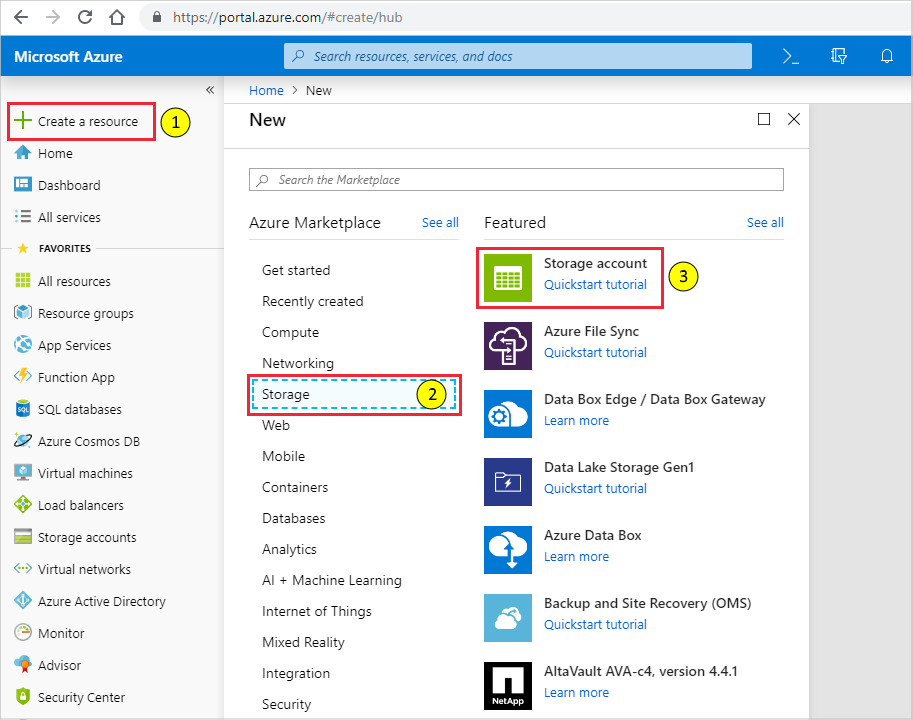 https://portal.azure.com/#create/hub
Microsoft Azure
Search resources, services, and docs
>_
«
Create a resource
1
Home
Dashboard
All services
FAVORITES
All resources
Resource groups
App Services
Function App
SQL databases
Azure Cosmos DB
Virtual machines
Load balancers
Storage accounts
Virtual networks
Azure Active Directory
Monitor
Advisor
Security Center
Home > New
New
Search the Marketplace
Azure Marketplace
See all
Get started
Recently created
Compute
Networking
Storage
2
Web
Mobile
Containers
Databases
Analytics
AI + Machine Learning
Internet of Things
Mixed Reality
Integration
Security
Featured
See all
Storage account
Quickstart tutorial
3
Azure File Sync
Quickstart tutorial
Data Box Edge / Data Box Gateway
Learn more
Data Lake Storage Gen1
Quickstart tutorial
Azure Data Box
Learn more
Backup and Site Recovery (OMS)
Quickstart tutorial
NetApp
AltaVault AVA-c4, version 4.4.1
Learn more